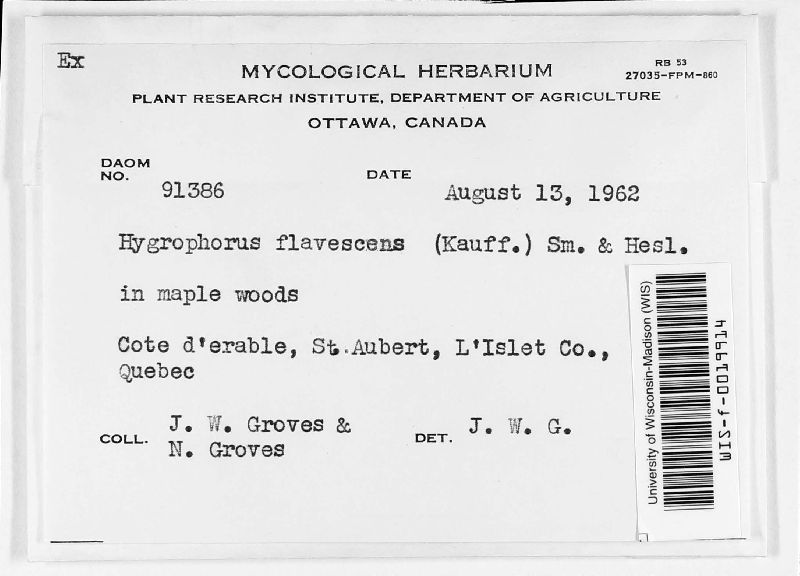 Ex
MYCOLOGICAL HERBARIUM
RB 53
27035-FPM-860
PLANT RESEARCH INSTITUTE, DEPARTMENT OF AGRICULTURE
OTTAWA, CANADA
DAOM
NO. 91386
DATE August 13, 1962
Hygrophorus flavescens (Kauff.) Sm. & Hesl.
in maple woods
Cote d'erable, St.Aubert, L'Islet Co.,
Quebec
COLL. J. W. Groves &
N. Groves
DET. J. W. G.
University of Wisconsin-Madison (WIS)
WIS-f-0019914